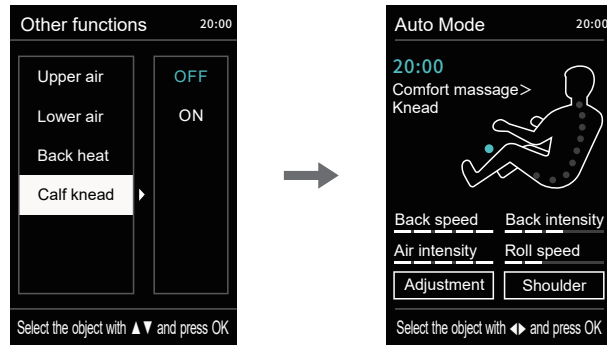 Other functions 20:00
Upper air OFF
Lower air ON
Back heat
Calf knead
Select the object with ▲▼ and press OK
Auto Mode 20:00
20:00
Comfort massage>
Knead
Back speed Back intensity
Air intensity Roll speed
Adjustment Shoulder
Select the object with ◀▶ and press OK